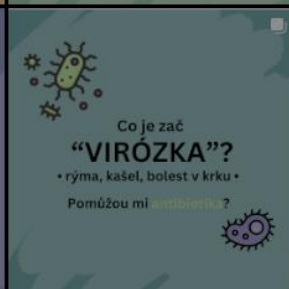 Co je zač
“VIRÓZKA”?
• rýma, kašel, bolest v krku •
Pomůžou mi antibiotika?